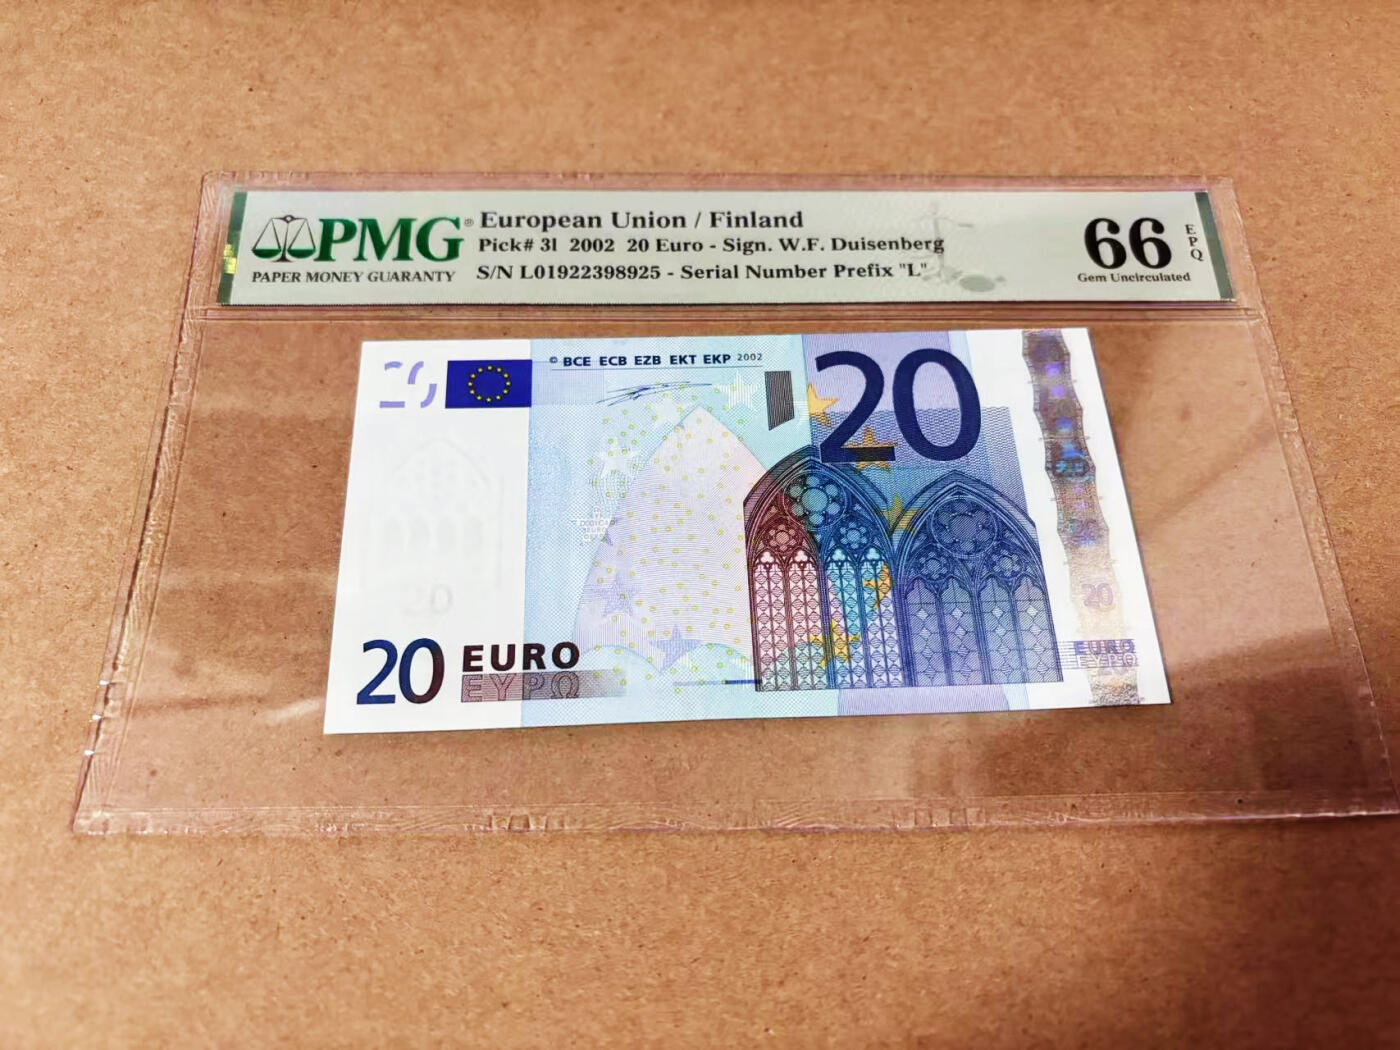 PMG®
PAPER MONEY GUARANTY
European Union / Finland
Pick# 3l 2002 20 Euro - Sign. W.F. Duisenberg
S/N L01922398925 - Serial Number Prefix "L"
66
EPQ
Gem Uncirculated
© BCE ECB EZB EKT EKP 2002
20
20 EURO
ΕΥΡΩ
20
EURO
ΕΥΡΩ